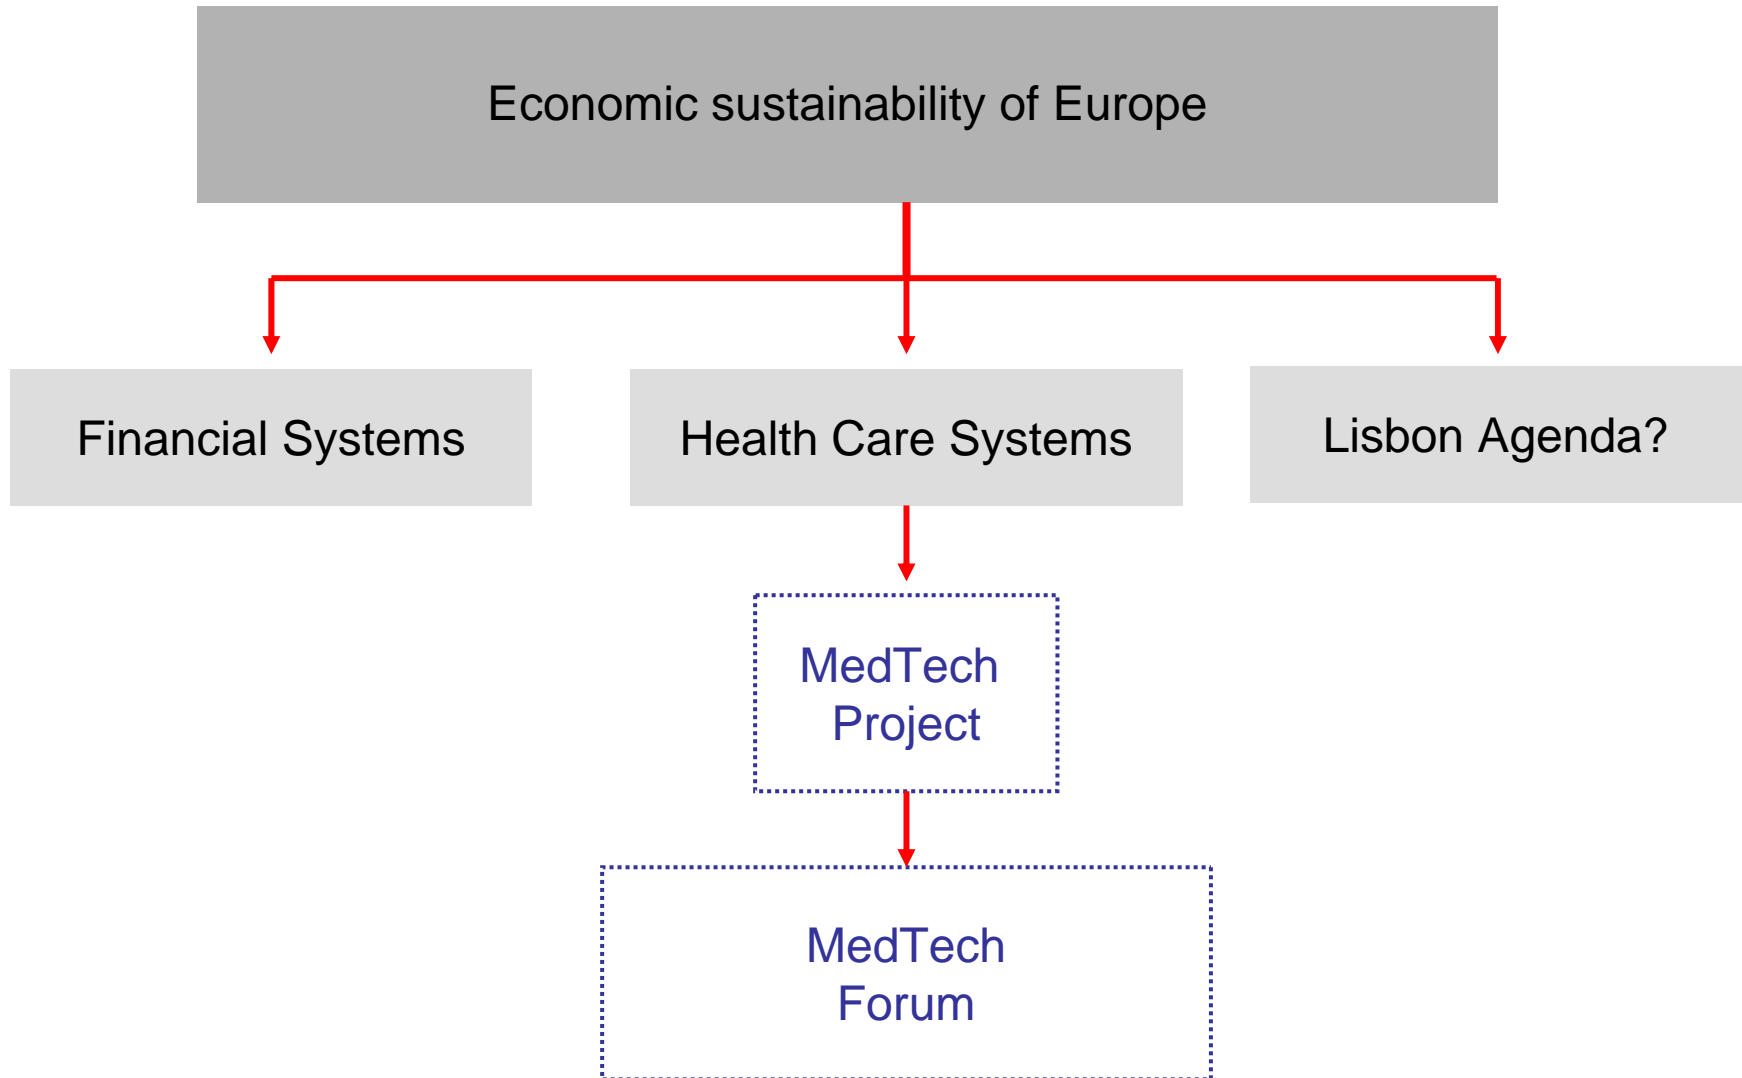 Economic sustainability of Europe
Financial Systems
Health Care Systems
Lisbon Agenda?
MedTech
Project
MedTech
Forum